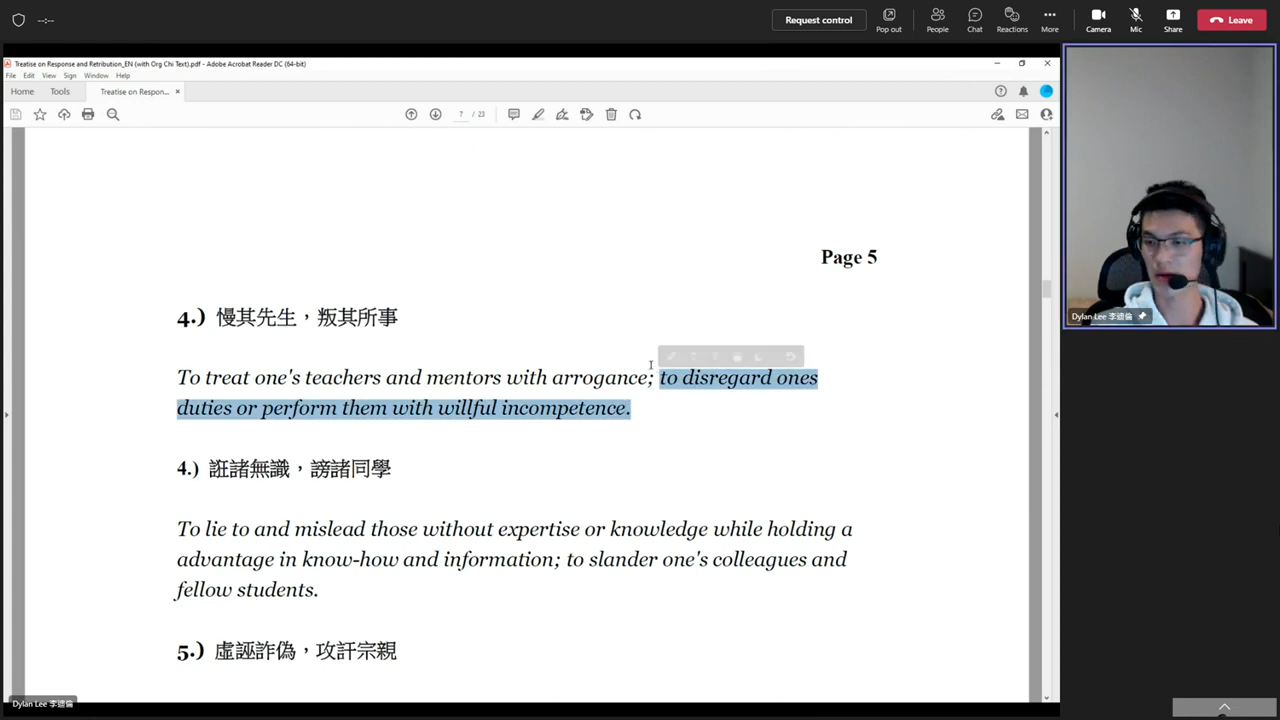 --:--
Request control
Pop out
People
Chat
Reactions
More
Camera
Mic
Share
Leave
Treatise on Response and Retribution_EN (with Org Chi Text).pdf - Adobe Acrobat Reader DC (64-bit)
File Edit View Sign Window Help
Home Tools Treatise on Respon... ×
7 / 23
Page 5
4.) 慢其先生，叛其所事
To treat one's teachers and mentors with arrogance; to disregard ones
duties or perform them with willful incompetence.
4.) 誑諸無識，謗諸同學
To lie to and mislead those without expertise or knowledge while holding a
advantage in know-how and information; to slander one's colleagues and
fellow students.
5.) 虛誣詐偽，攻訐宗親
Dylan Lee 李迴倫
Dylan Lee 李迴倫